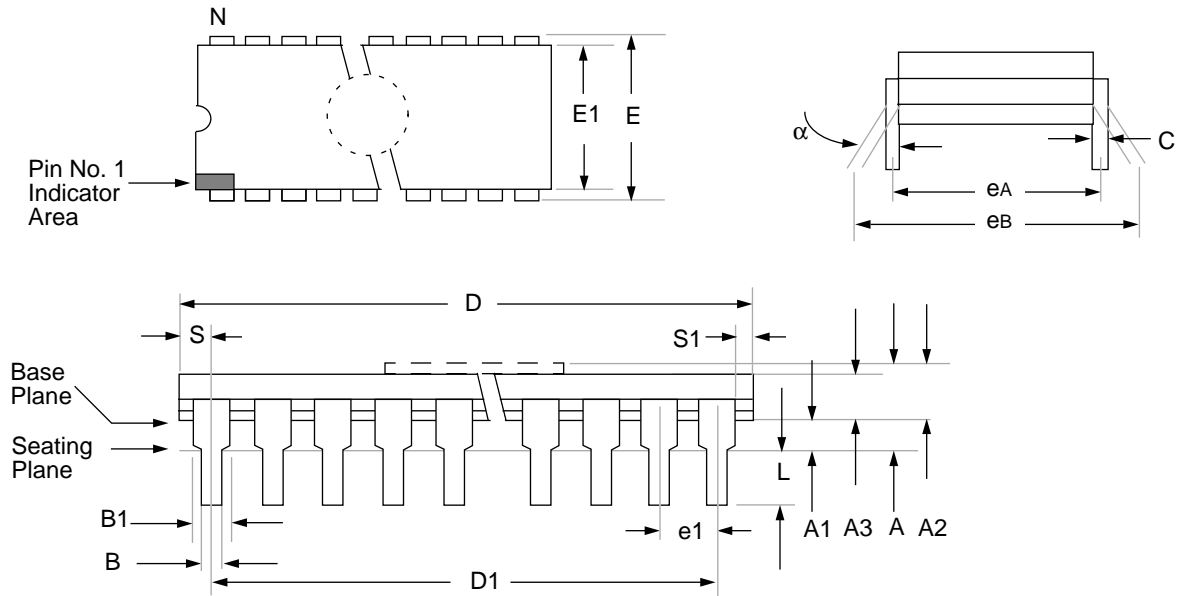 N
E1
E
Pin No. 1
Indicator
Area
α
C
eA
eB
D
S
S1
Base
Plane
Seating
Plane
L
B1
e1
A1
A3
A
A2
B
D1